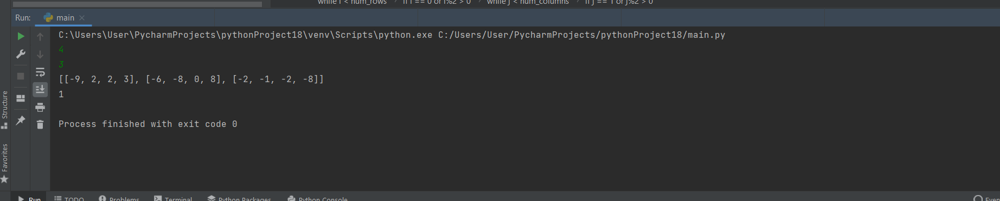 while i < num_rows › if i == 0 or i%2 > 0 › while j < num_columns › if j == 1 or j%2 > 0
Run: main ×
C:\Users\User\PycharmProjects\pythonProject18\venv\Scripts\python.exe C:/Users/User/PycharmProjects/pythonProject18/main.py
4
3
[[-9, 2, 2, 3], [-6, -8, 0, 8], [-2, -1, -2, -8]]
1
Process finished with exit code 0
Structure
Favorites
Run TODO Problems Terminal Python Packages Python Console Even